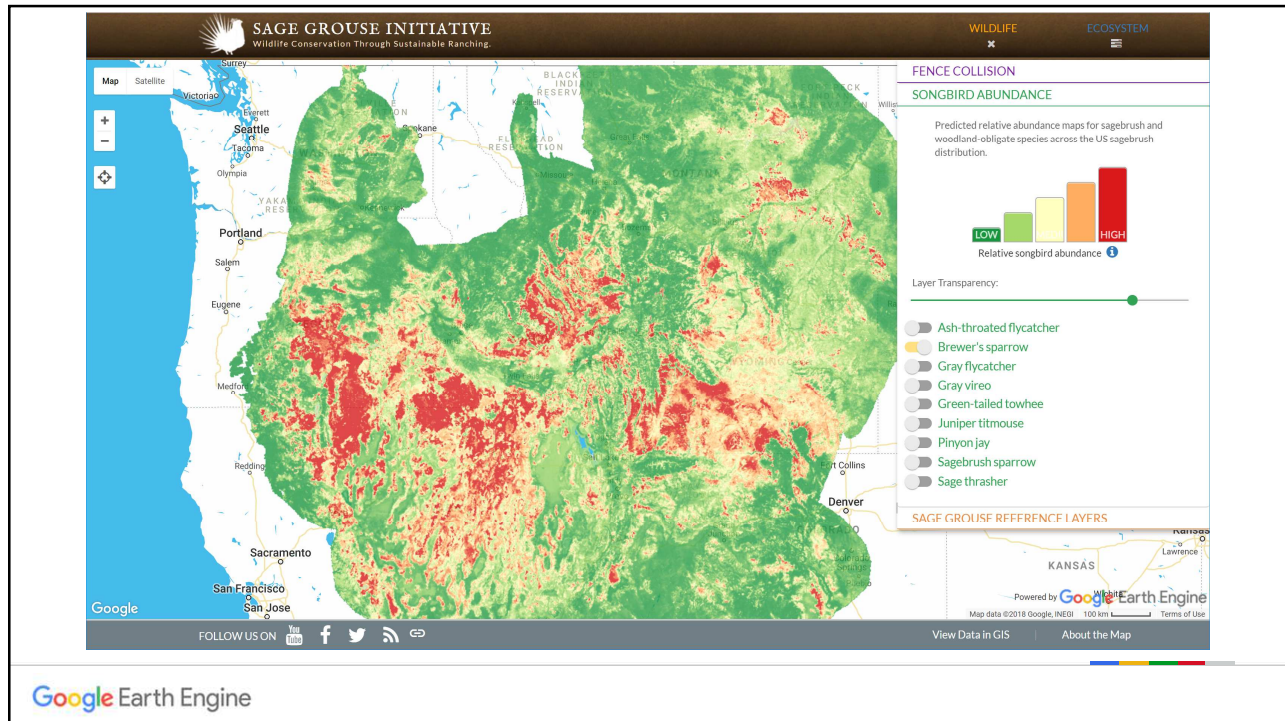 SAGE GROUSE INITIATIVE
Wildlife Conservation Through Sustainable Ranching.
WILDLIFE
ECOSYSTEM
Map
Satellite
Surrey
Victoria
Everett
Seattle
Tacoma
Olympia
Portland
Salem
Eugene
Medford
Redding
Sacramento
San Francisco
San Jose
Fort Collins
Denver
KANSAS
Kansas
Lawrence
Google
FENCE COLLISION
SONGBIRD ABUNDANCE
Predicted relative abundance maps for sagebrush and
woodland-obligate species across the US sagebrush
distribution.
LOW
HIGH
Relative songbird abundance
Layer Transparency:
Ash-throated flycatcher
Brewer's sparrow
Gray flycatcher
Gray vireo
Green-tailed towhee
Juniper titmouse
Pinyon jay
Sagebrush sparrow
Sage thrasher
SAGE GROUSE REFERENCE LAYERS
Powered by Google Earth Engine
Map data ©2018 Google, INEGI 100 km Terms of Use
FOLLOW US ON You Tube
View Data in GIS
About the Map
Google Earth Engine